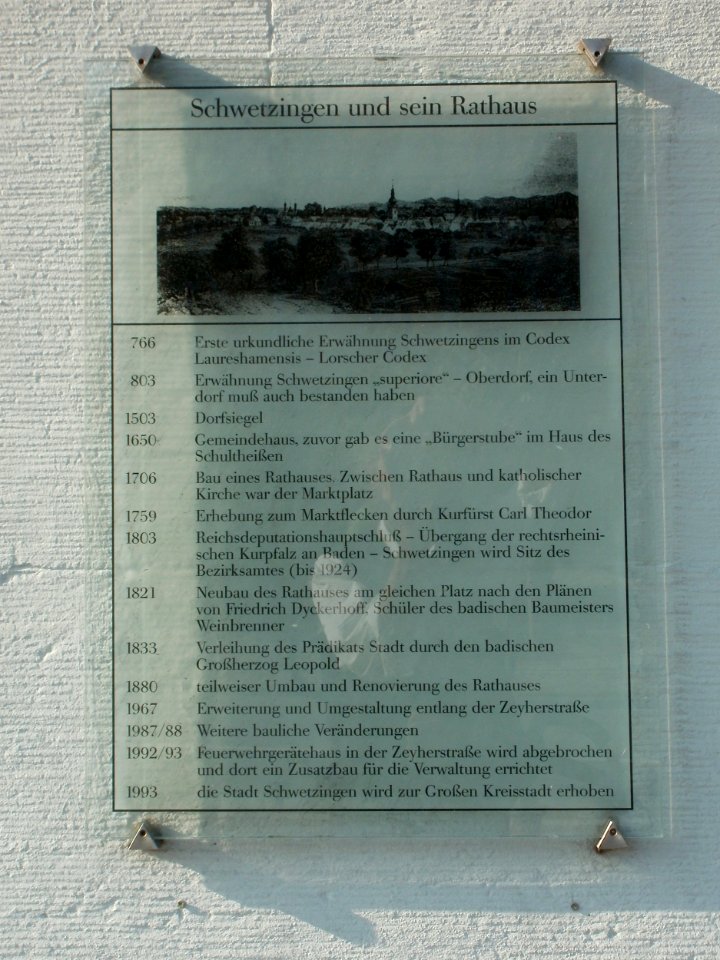 Schwetzingen und sein Rathaus
766 Erste urkundliche Erwähnung Schwetzingens im Codex
Laureshamensis – Lorscher Codex
803 Erwähnung Schwetzingen „superiore“ – Oberdorf, ein Unter-
dorf muß auch bestanden haben
1503 Dorfsiegel
1650 Gemeindehaus, zuvor gab es eine „Bürgerstube“ im Haus des
Schultheißen
1706 Bau eines Rathauses. Zwischen Rathaus und katholischer
Kirche war der Marktplatz
1759 Erhebung zum Marktflecken durch Kurfürst Carl Theodor
1803 Reichsdeputationshauptschluß – Übergang der rechtsrheini-
schen Kurpfalz an Baden – Schwetzingen wird Sitz des
Bezirksamtes (bis 1924)
1821 Neubau des Rathauses am gleichen Platz nach den Plänen
von Friedrich Dyckerhoff, Schüler des badischen Baumeisters
Weinbrenner
1833 Verleihung des Prädikats Stadt durch den badischen
Großherzog Leopold
1880 teilweiser Umbau und Renovierung des Rathauses
1967 Erweiterung und Umgestaltung entlang der Zeyherstraße
1987/88 Weitere bauliche Veränderungen
1992/93 Feuerwehrgerätehaus in der Zeyherstraße wird abgebrochen
und dort ein Zusatzbau für die Verwaltung errichtet
1993 die Stadt Schwetzingen wird zur Großen Kreisstadt erhoben